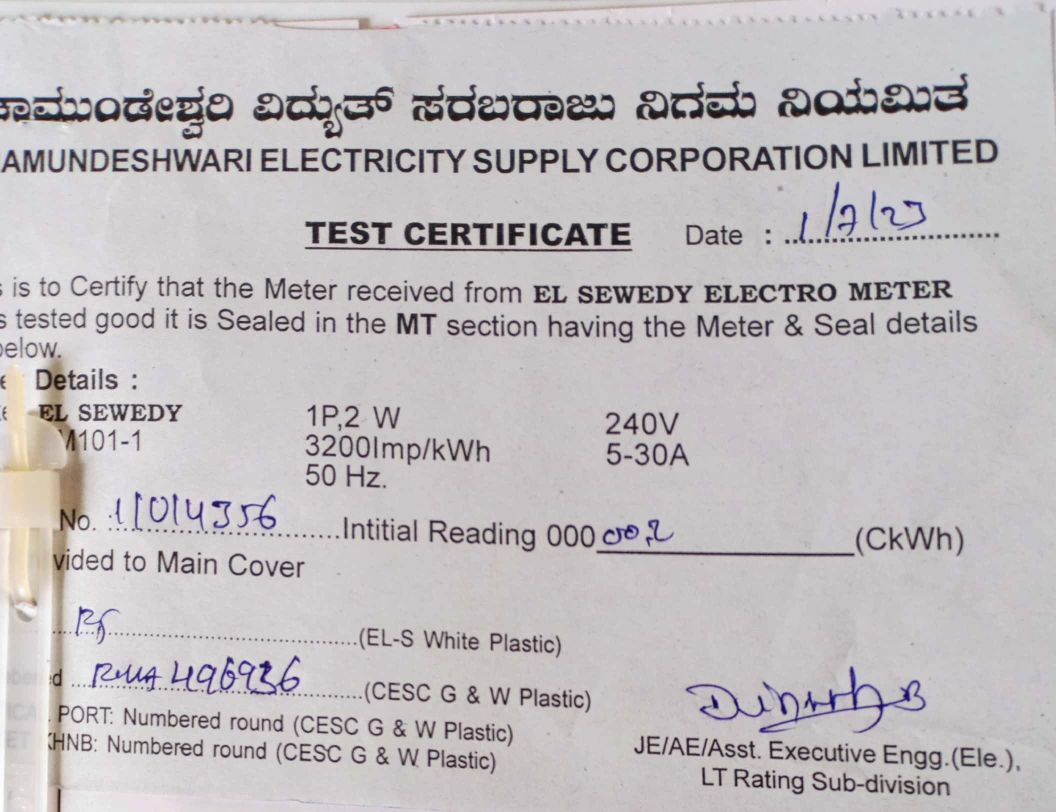 ಚಾಮುಂಡೇಶ್ವರಿ ವಿದ್ಯುತ್ ಸರಬರಾಜು ನಿಗಮ ನಿಯಮಿತ
AMUNDESHWARI ELECTRICITY SUPPLY CORPORATION LIMITED
TEST CERTIFICATE Date : 1/7/23
s is to Certify that the Meter received from EL SEWEDY ELECTRO METER
s tested good it is Sealed in the MT section having the Meter & Seal details
below.
Details :
EL SEWEDY 1P,2 W 240V
M101-1 3200Imp/kWh 5-30A
50 Hz.
No. 11014356 Intitial Reading 000 00.2 (CkWh)
vided to Main Cover
(EL-S White Plastic)
496936 (CESC G & W Plastic)
PORT: Numbered round (CESC G & W Plastic)
HNB: Numbered round (CESC G & W Plastic)
JE/AE/Asst. Executive Engg.(Ele.),
LT Rating Sub-division